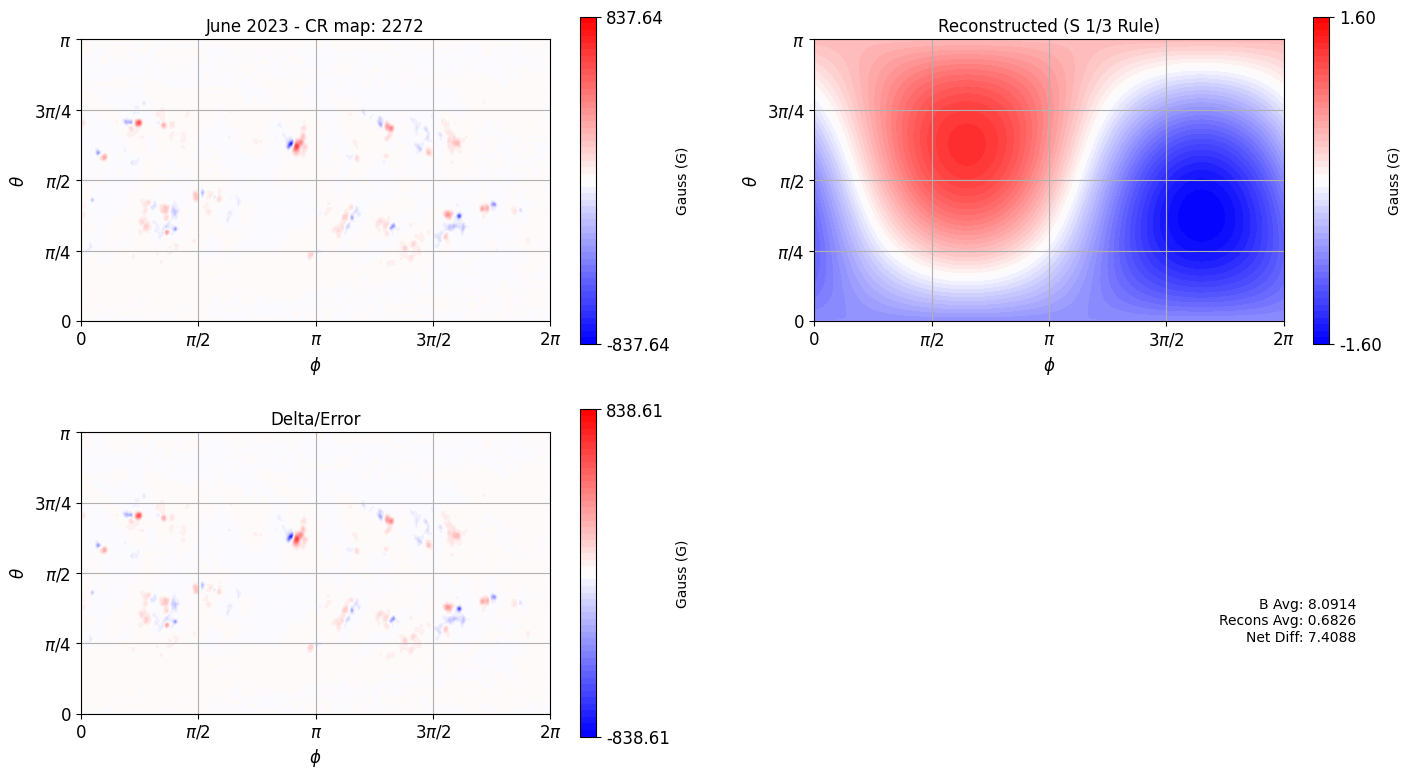 June 2023 - CR map: 2272
π
3π/4
π/2
π/4
0
θ
0
π/2
π
3π/2
2π
ϕ
837.64
-837.64
Gauss (G)
Reconstructed (S 1/3 Rule)
π
3π/4
π/2
π/4
0
θ
0
π/2
π
3π/2
2π
ϕ
1.60
-1.60
Gauss (G)
Delta/Error
π
3π/4
π/2
π/4
0
θ
0
π/2
π
3π/2
2π
ϕ
838.61
-838.61
Gauss (G)
B Avg: 8.0914
Recons Avg: 0.6826
Net Diff: 7.4088